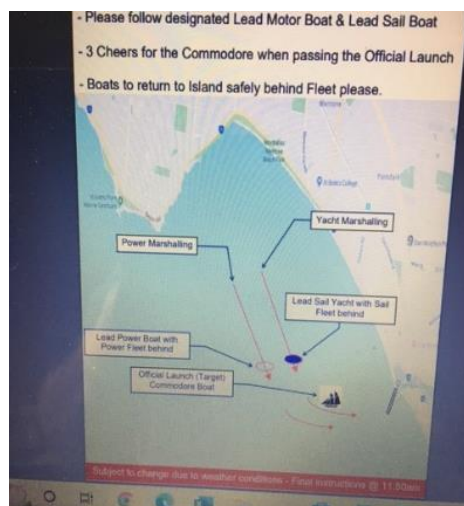 - Please follow designated Lead Motor Boat & Lead Sail Boat
- 3 Cheers for the Commodore when passing the Official Launch
- Boats to return to Island safely behind Fleet please.
Yacht Marshalling
Power Marshalling
Lead Sail Yacht with Sail
Fleet behind
Lead Power Boat with
Power Fleet behind
Official Launch (Target)
Commodore Boat
Subject to change due to weather conditions - Final Instructions @ 11.50am